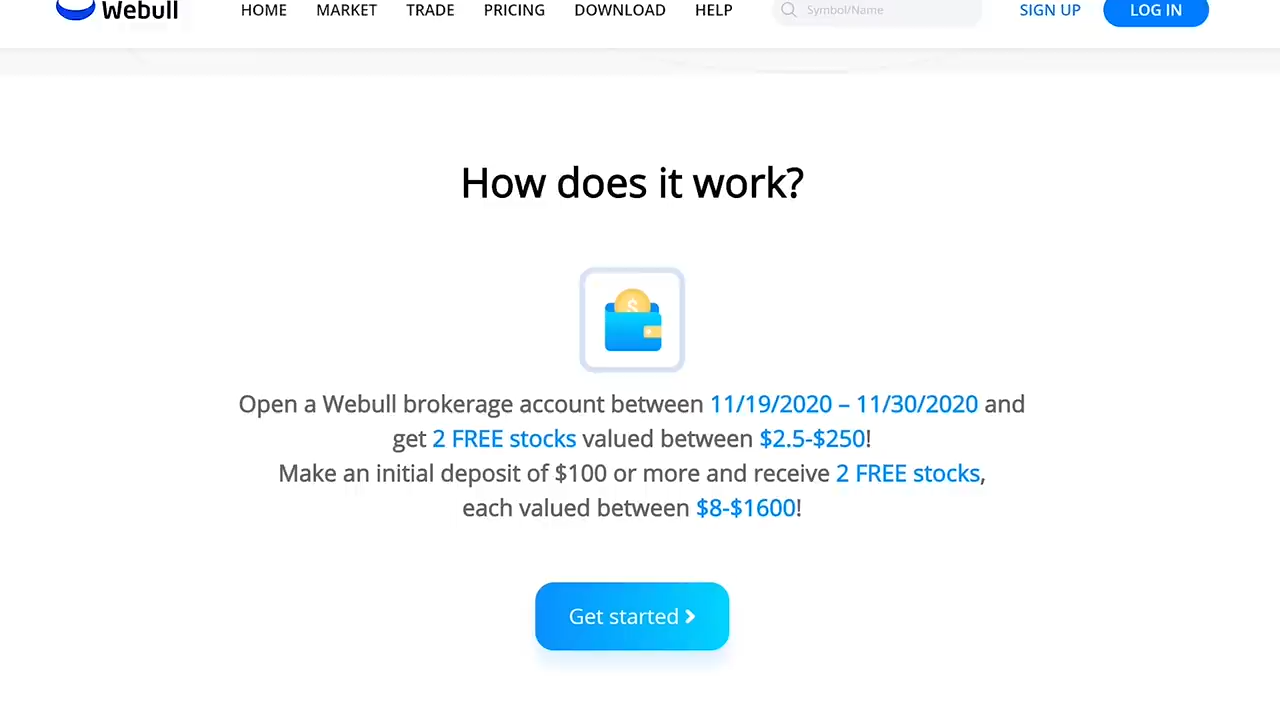 Webull HOME MARKET TRADE PRICING DOWNLOAD HELP Symbol/Name SIGN UP LOG IN
How does it work?
$
Open a Webull brokerage account between 11/19/2020 – 11/30/2020 and
get 2 FREE stocks valued between $2.5-$250!
Make an initial deposit of $100 or more and receive 2 FREE stocks,
each valued between $8-$1600!
Get started